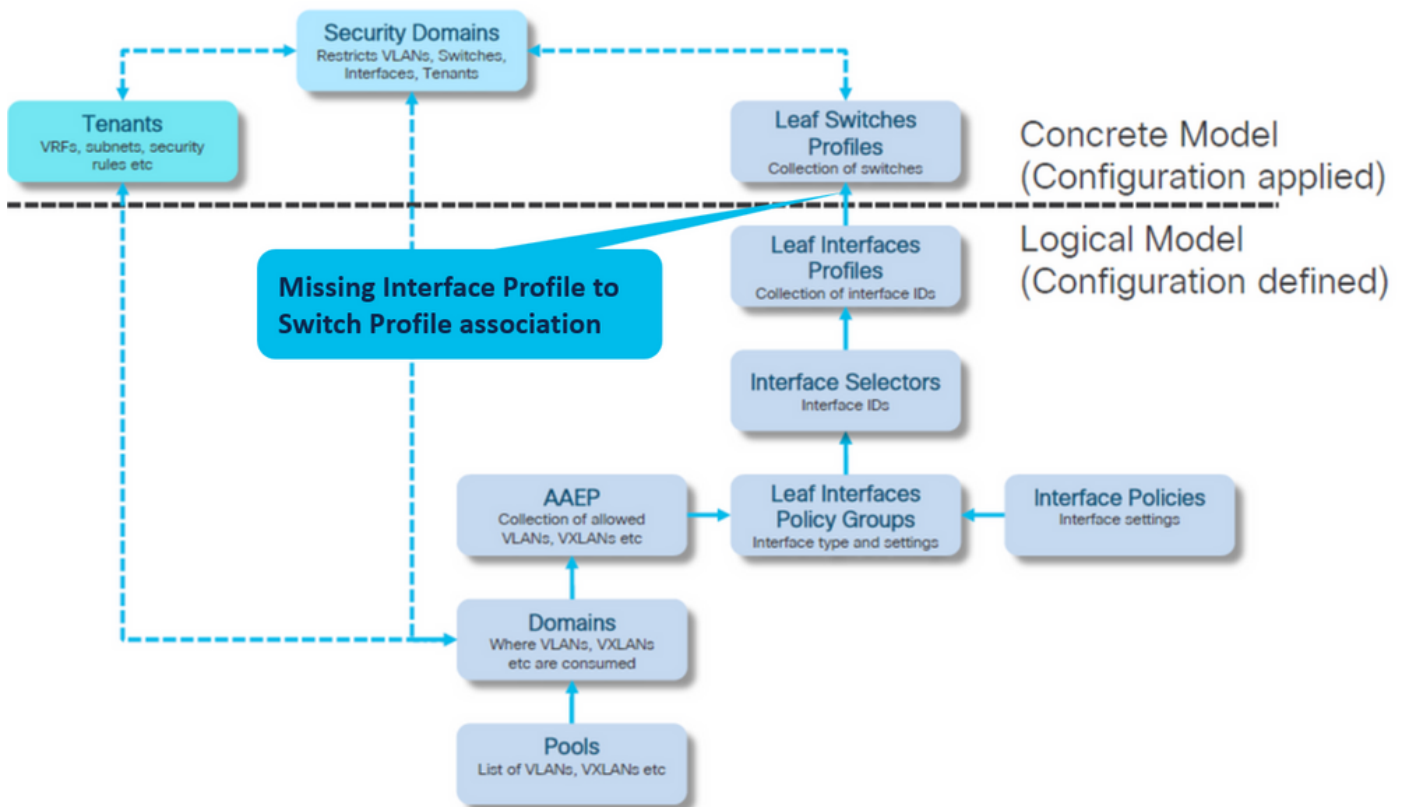 Security Domains
Restricts VLANs, Switches,
Interfaces, Tenants
Tenants
VRFs, subnets, security
rules etc
Leaf Switches
Profiles
Collection of switches
Concrete Model
(Configuration applied)
Logical Model
(Configuration defined)
Leaf Interfaces
Profiles
Collection of interface IDs
Missing Interface Profile to
Switch Profile association
Interface Selectors
Interface IDs
AAEP
Collection of allowed
VLANs, VXLANs etc
Leaf Interfaces
Policy Groups
Interface type and settings
Interface Policies
Interface settings
Domains
Where VLANs, VXLANs
etc are consumed
Pools
List of VLANs, VXLANs etc